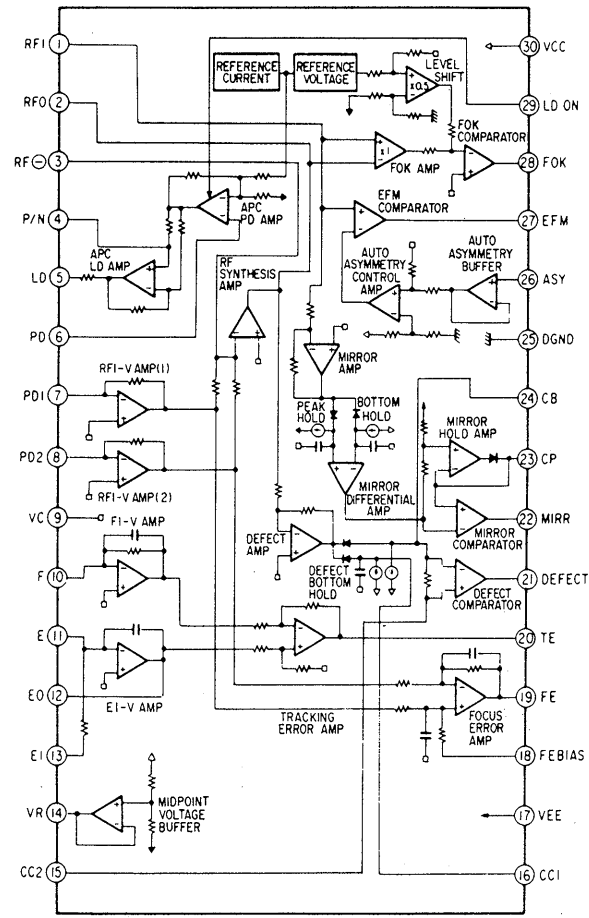 RFI 1
RFO 2
RF⊖ 3
P/N 4
LD 5
PD 6
PD1 7
PD2 8
VC 9
F 10
E 11
EO 12
EI 13
VR 14
CC2 15
30 VCC
29 LD ON
28 FOK
27 EFM
26 ASY
25 DGND
24 CB
23 CP
22 MIRR
21 DEFECT
20 TE
19 FE
18 FEBIAS
17 VEE
16 CC1
REFERENCE
CURRENT
REFERENCE
VOLTAGE
LEVEL
SHIFT
+
×0.5
−
FOK
COMPARATOR
+
×1
−
FOK AMP
−
+
EFM
COMPARATOR
+
−
APC
PD AMP
+
−
APC
LD AMP
+
−
RF
SYNTHESIS
AMP
− +
AUTO
ASYMMETRY
CONTROL
AMP
+
−
AUTO
ASYMMETRY
BUFFER
+
−
− +
MIRROR
AMP
PEAK
HOLD
BOTTOM
HOLD
+ −
MIRROR
DIFFERENTIAL
AMP
MIRROR
HOLD AMP
+
−
+
−
MIRROR
COMPARATOR
RF I-V AMP(1)
−
+
−
+
RF I-V AMP(2)
F I-V AMP
−
+
−
+
E I-V AMP
DEFECT
AMP
−
+
DEFECT
BOTTOM
HOLD
−
+
DEFECT
COMPARATOR
−
+
TRACKING
ERROR AMP
−
+
FOCUS
ERROR
AMP
+
−
MIDPOINT
VOLTAGE
BUFFER